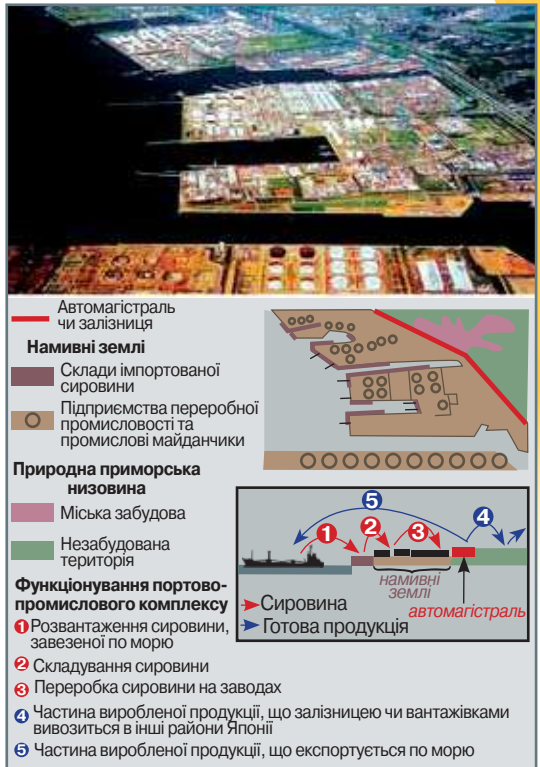 Автомагістраль
чи залізниця
Намивні землі
Склади імпортованої
сировини
Підприємства переробної
промисловості та
промислові майданчики
Природна приморська
низовина
Міська забудова
Незабудована
територія
Функціонування портово-
промислового комплексу
1 Розвантаження сировини,
завезеної по морю
2 Складування сировини
3 Переробка сировини на заводах
4 Частина виробленої продукції, що залізницею чи вантажівками
вивозиться в інші райони Японії
5 Частина виробленої продукції, що експортується по морю
5
1
2
3
4
намивні
землі
автомагістраль
Сировина
Готова продукція